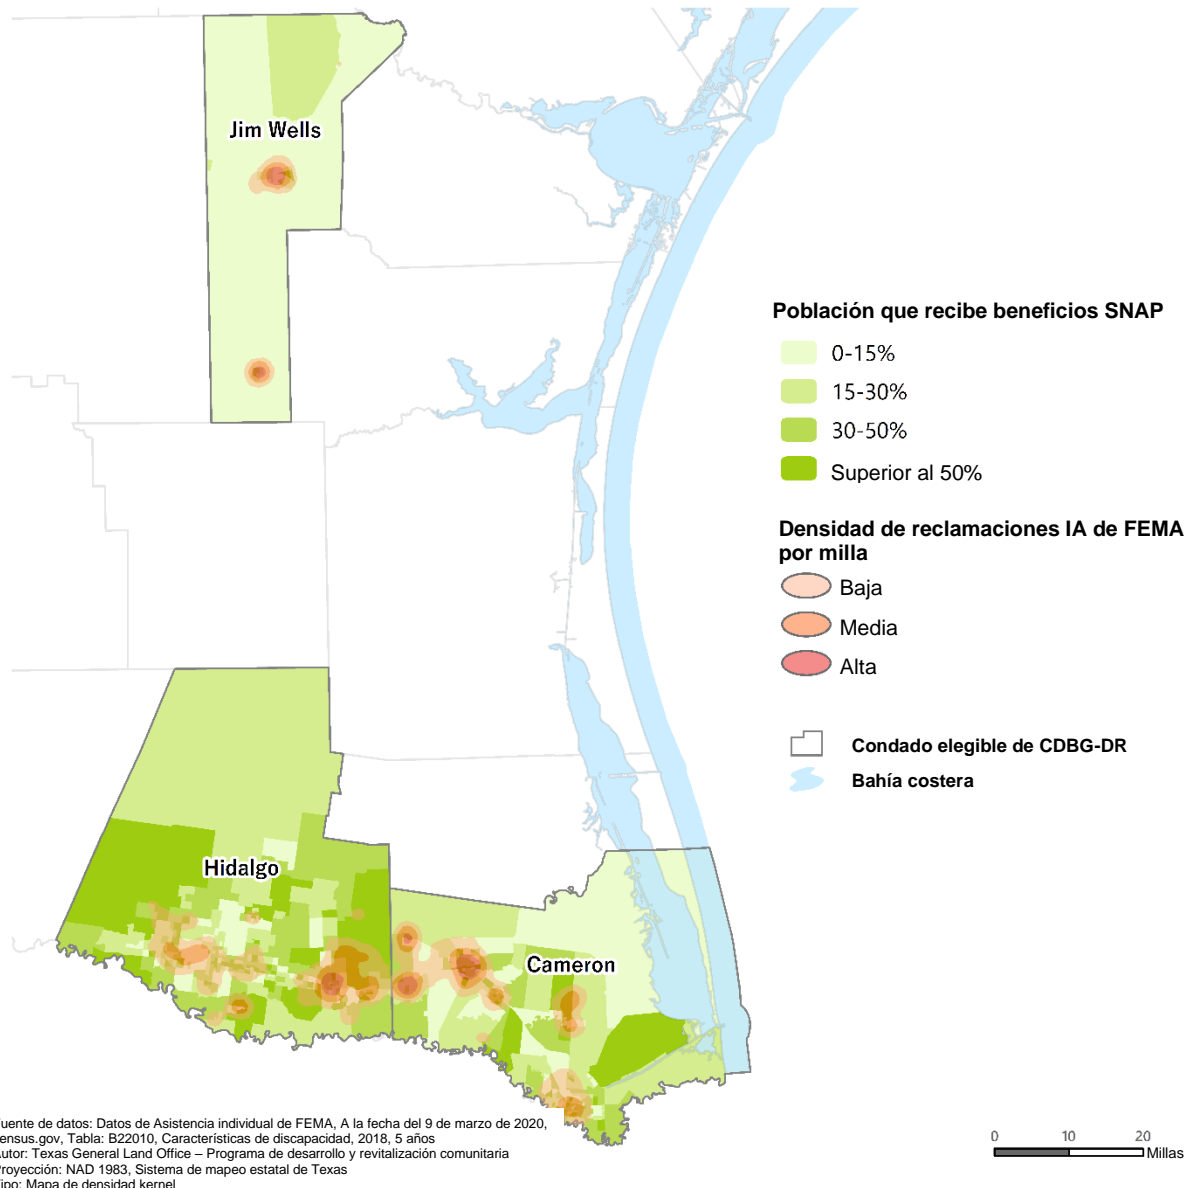 Jim Wells
Población que recibe beneficios SNAP
0-15%
15-30%
30-50%
Superior al 50%
Densidad de reclamaciones IA de FEMA
por milla
Baja
Media
Alta
Condado elegible de CDBG-DR
Bahía costera
Hidalgo
Cameron
uente de datos: Datos de Asistencia individual de FEMA, A la fecha del 9 de marzo de 2020,
ensus.gov, Tabla: B22010, Características de discapacidad, 2018, 5 años
utor: Texas General Land Office – Programa de desarrollo y revitalización comunitaria
royección: NAD 1983, Sistema de mapeo estatal de Texas
ipo: Mapa de densidad kernel
0 10 20
Millas